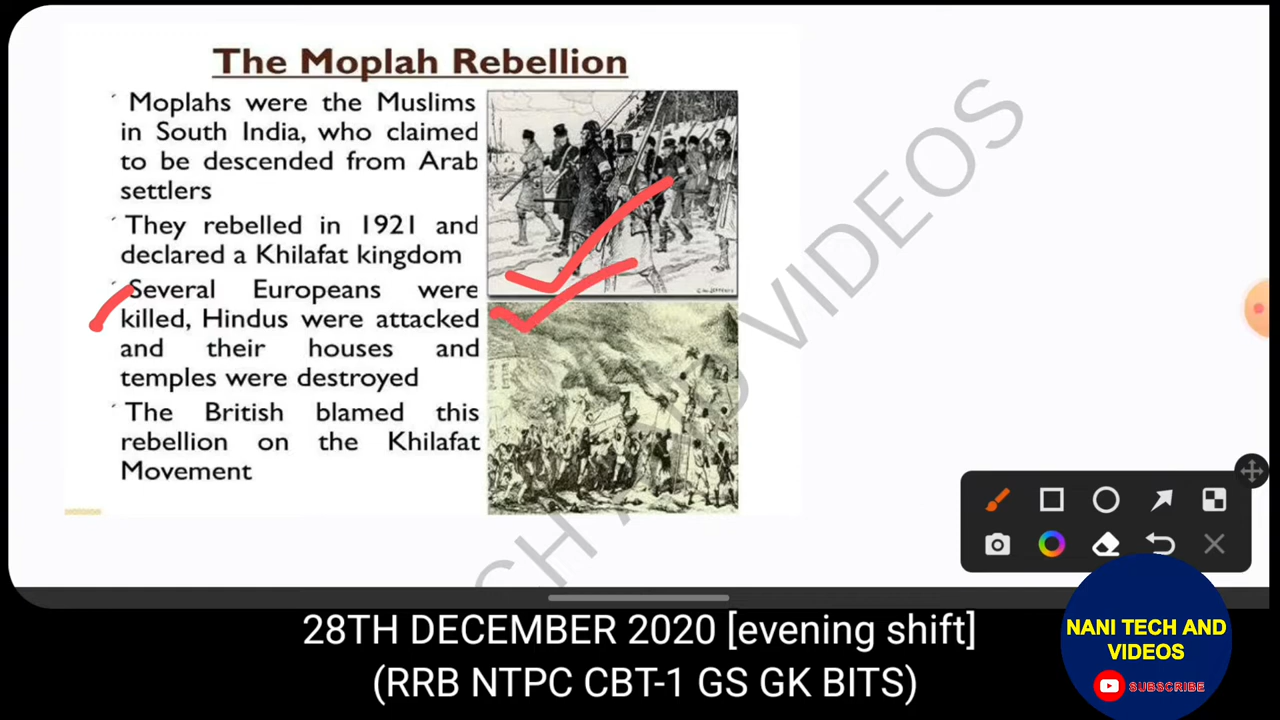 The Moplah Rebellion
Moplahs were the Muslims
in South India, who claimed
to be descended from Arab
settlers
They rebelled in 1921 and
declared a Khilafat kingdom
Several Europeans were
killed, Hindus were attacked
and their houses and
temples were destroyed
The British blamed this
rebellion on the Khilafat
Movement
VIDEOS
28TH DECEMBER 2020 [evening shift]
(RRB NTPC CBT-1 GS GK BITS)
NANI TECH AND
VIDEOS
SUBSCRIBE